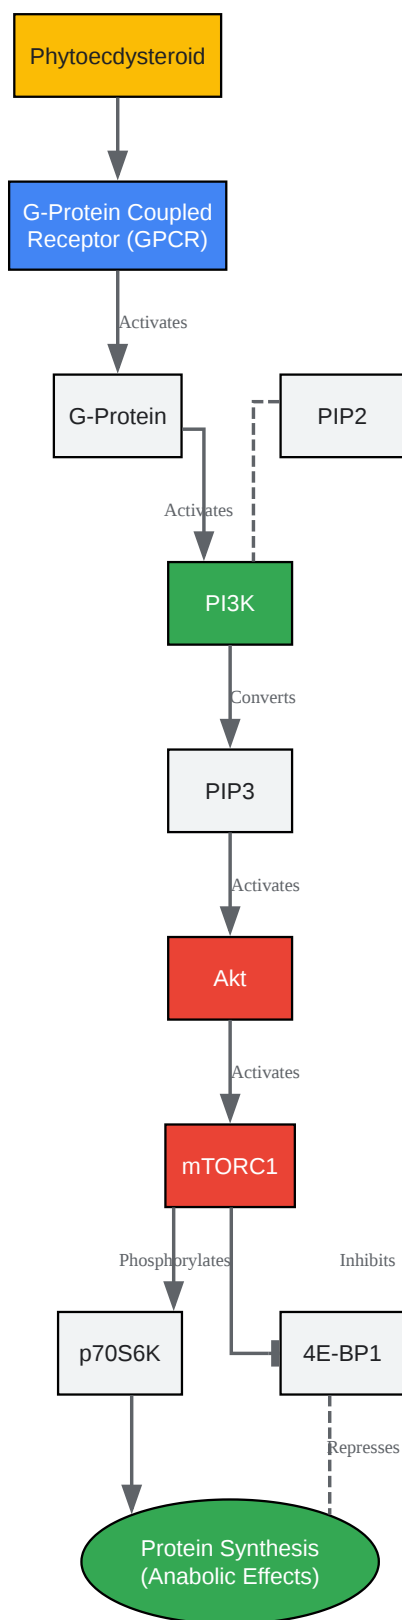 Phytoecdysteroid
G-Protein Coupled
Receptor (GPCR)
Activates
G-Protein
PIP2
Activates
PI3K
Converts
PIP3
Activates
Akt
Activates
mTORC1
Phosphorylates
Inhibits
p70S6K
4E-BP1
Represses
Protein Synthesis
(Anabolic Effects)